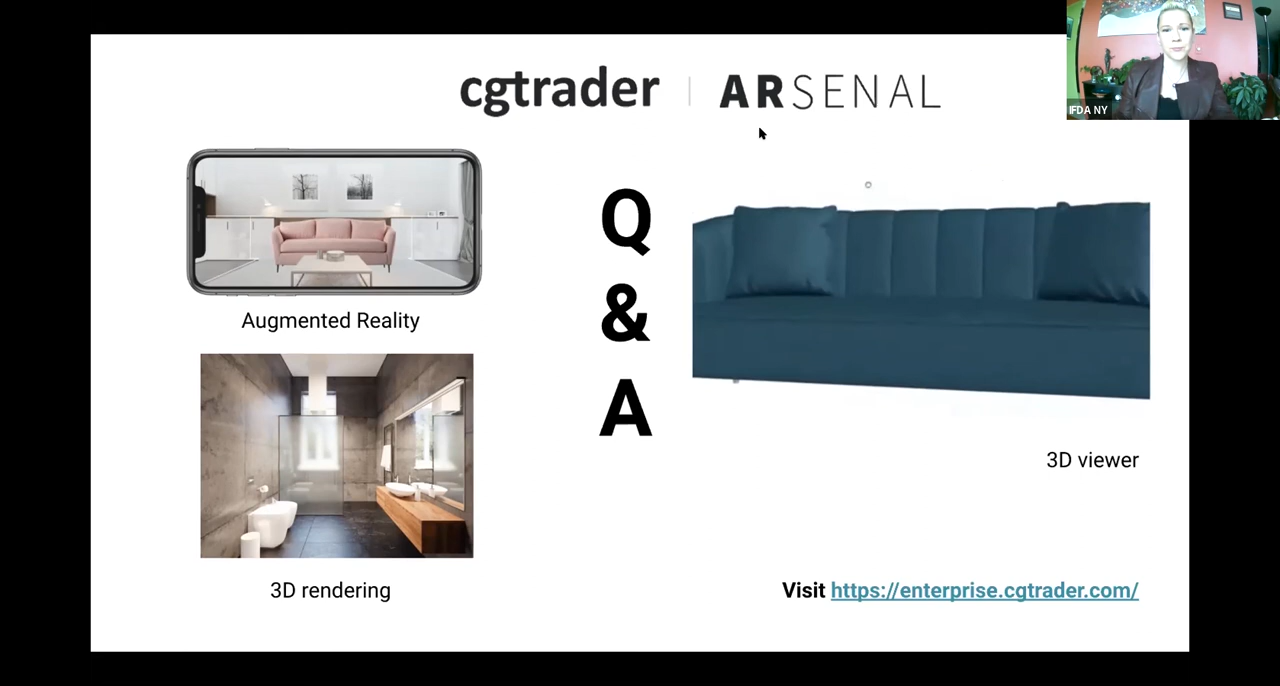 cgtrader | ARSENAL
IFDA NY
Q
&
A
Augmented Reality
3D viewer
3D rendering
Visit https://enterprise.cgtrader.com/